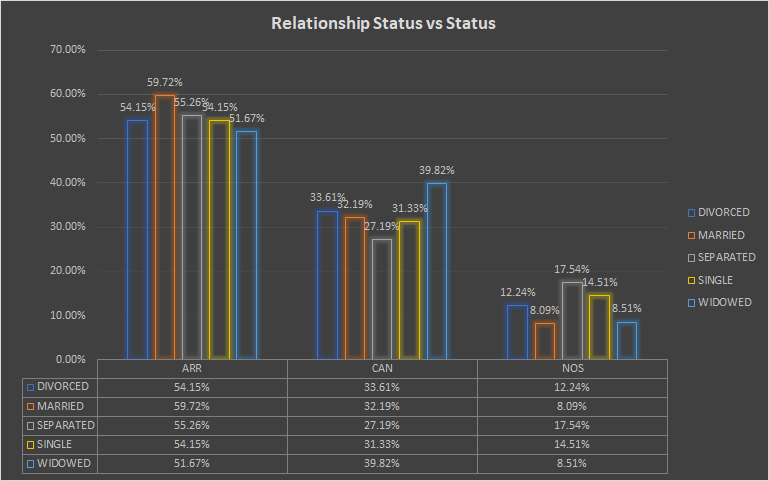 Relationship Status vs Status
70.00%
60.00%
50.00%
40.00%
30.00%
20.00%
10.00%
0.00%
54.15%
59.72%
55.26%
54.15%
51.67%
33.61%
32.19%
27.19%
31.33%
39.82%
12.24%
8.09%
17.54%
14.51%
8.51%
DIVORCED
MARRIED
SEPARATED
SINGLE
WIDOWED
ARR CAN NOS
DIVORCED 54.15% 33.61% 12.24%
MARRIED 59.72% 32.19% 8.09%
SEPARATED 55.26% 27.19% 17.54%
SINGLE 54.15% 31.33% 14.51%
WIDOWED 51.67% 39.82% 8.51%